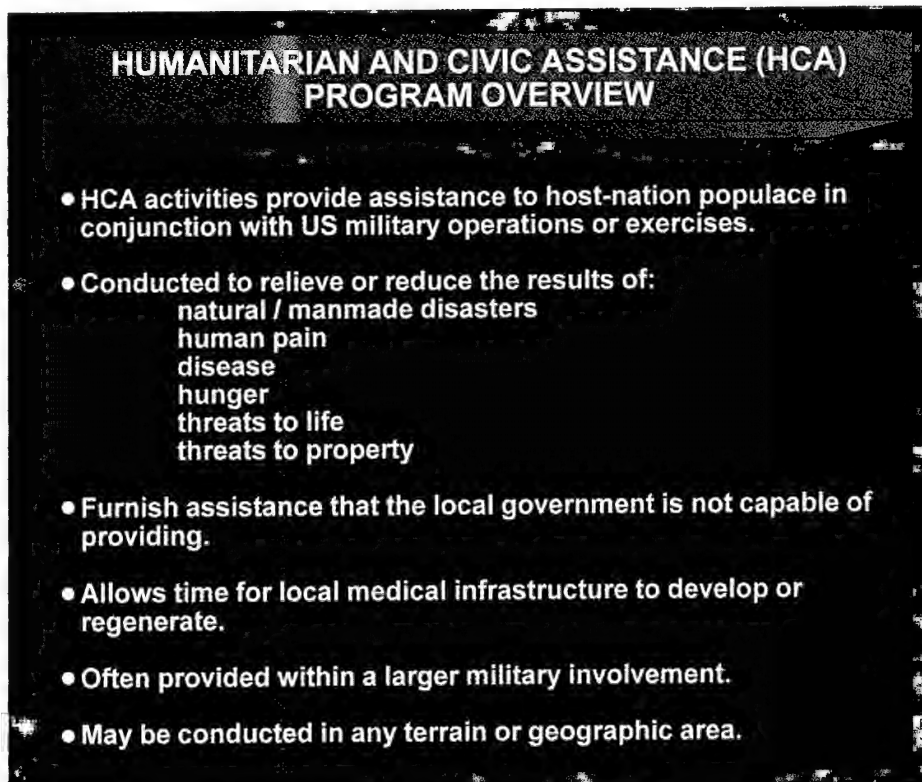 HUMANITARIAN AND CIVIC ASSISTANCE (HCA)
PROGRAM OVERVIEW
• HCA activities provide assistance to host-nation populace in
conjunction with US military operations or exercises.
• Conducted to relieve or reduce the results of:
natural / manmade disasters
human pain
disease
hunger
threats to life
threats to property
• Furnish assistance that the local government is not capable of
providing.
• Allows time for local medical infrastructure to develop or
regenerate.
• Often provided within a larger military involvement.
• May be conducted in any terrain or geographic area.